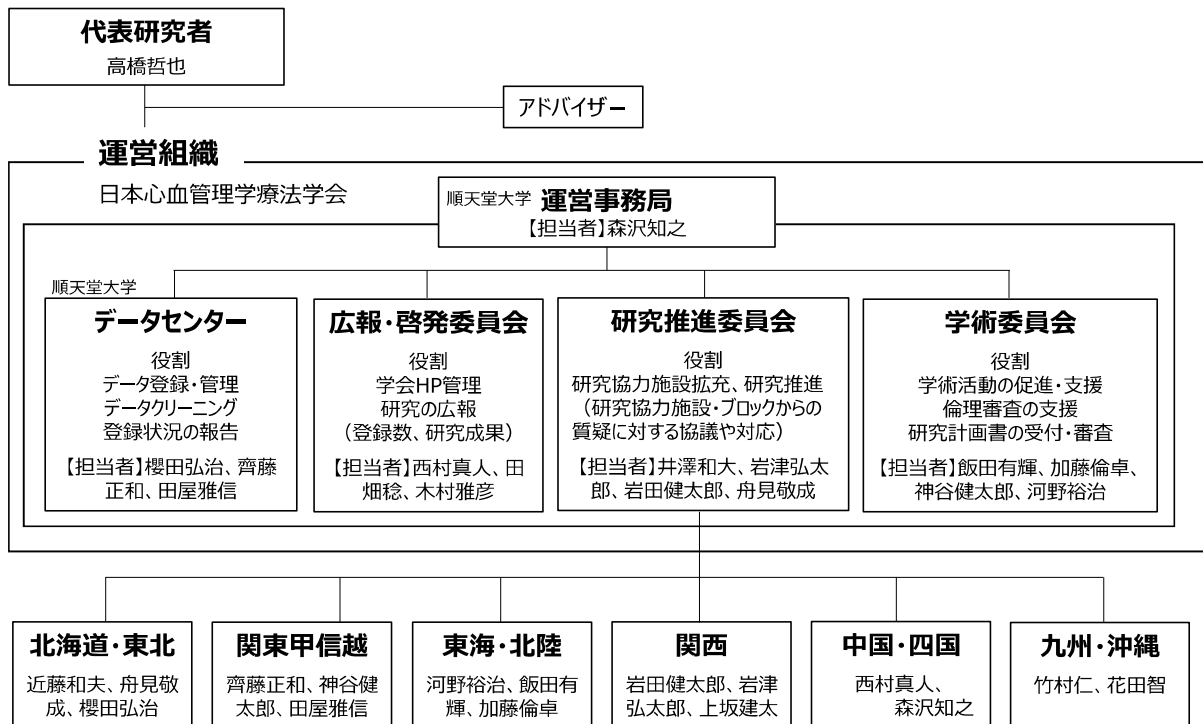 代表研究者
高橋哲也
アドバイザー
運営組織
日本心血管理学療法学会
順天堂大学 運営事務局
【担当者】森沢知之
順天堂大学
データセンター
役割
データ登録・管理
データクリーニング
登録状況の報告
【担当者】櫻田弘治、齊藤
正和、田屋雅信
広報・啓発委員会
役割
学会HP管理
研究の広報
（登録数、研究成果）
【担当者】西村真人、田
畑稔、木村雅彦
研究推進委員会
役割
研究協力施設拡充、研究推進
（研究協力施設・ブロックからの
質疑に対する協議や対応）
【担当者】井澤和大、岩津弘太
郎、岩田健太郎、舟見敬成
学術委員会
役割
学術活動の促進・支援
倫理審査の支援
研究計画書の受付・審査
【担当者】飯田有輝、加藤倫卓、
神谷健太郎、河野裕治
北海道・東北
近藤和夫、舟見敬
成、櫻田弘治
関東甲信越
齊藤正和、神谷健
太郎、田屋雅信
東海・北陸
河野裕治、飯田有
輝、加藤倫卓
関西
岩田健太郎、岩津
弘太郎、上坂建太
中国・四国
西村真人、
森沢知之
九州・沖縄
竹村仁、花田智